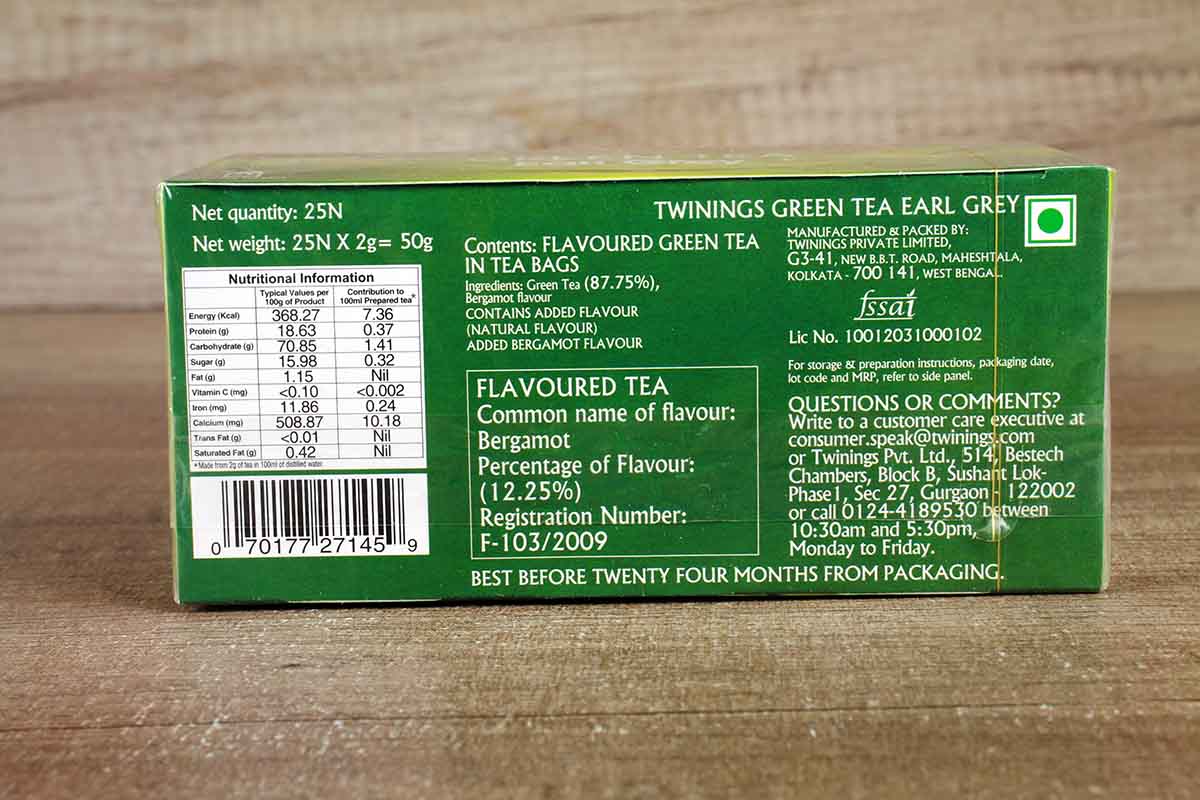 Net quantity: 25N
Net weight: 25N X 2g= 50g
Nutritional Information
Typical Values per 100g of Product Contribution to 100ml Prepared tea*
Energy (Kcal) 368.27 7.36
Protein (g) 18.63 0.37
Carbohydrate (g) 70.85 1.41
Sugar (g) 15.98 0.32
Fat (g) 1.15 Nil
Vitamin C (mg) <0.10 <0.002
Iron (mg) 11.86 0.24
Calcium (mg) 508.87 10.18
Trans Fat (g) <0.01 Nil
Saturated Fat (g) 0.42 Nil
*Made from 2g of tea in 100ml of distilled water
0 70177 27145 9
TWININGS GREEN TEA EARL GREY
Contents: FLAVOURED GREEN TEA
IN TEA BAGS
Ingredients: Green Tea (87.75%),
Bergamot flavour
CONTAINS ADDED FLAVOUR
(NATURAL FLAVOUR)
ADDED BERGAMOT FLAVOUR
FLAVOURED TEA
Common name of flavour:
Bergamot
Percentage of Flavour:
(12.25%)
Registration Number:
F-103/2009
MANUFACTURED & PACKED BY:
TWININGS PRIVATE LIMITED,
G3-41, NEW B.B.T. ROAD, MAHESHTALA,
KOLKATA - 700 141, WEST BENGAL.
fssai
Lic No. 10012031000102
For storage & preparation instructions, packaging date,
lot code and MRP, refer to side panel.
QUESTIONS OR COMMENTS?
Write to a customer care executive at
consumer.speak@twinings.com
or Twinings Pvt. Ltd., 514, Bestech
Chambers, Block B, Sushant Lok-
Phase1, Sec 27, Gurgaon - 122002
or call 0124-4189530 between
10:30am and 5:30pm,
Monday to Friday.
BEST BEFORE TWENTY FOUR MONTHS FROM PACKAGING.